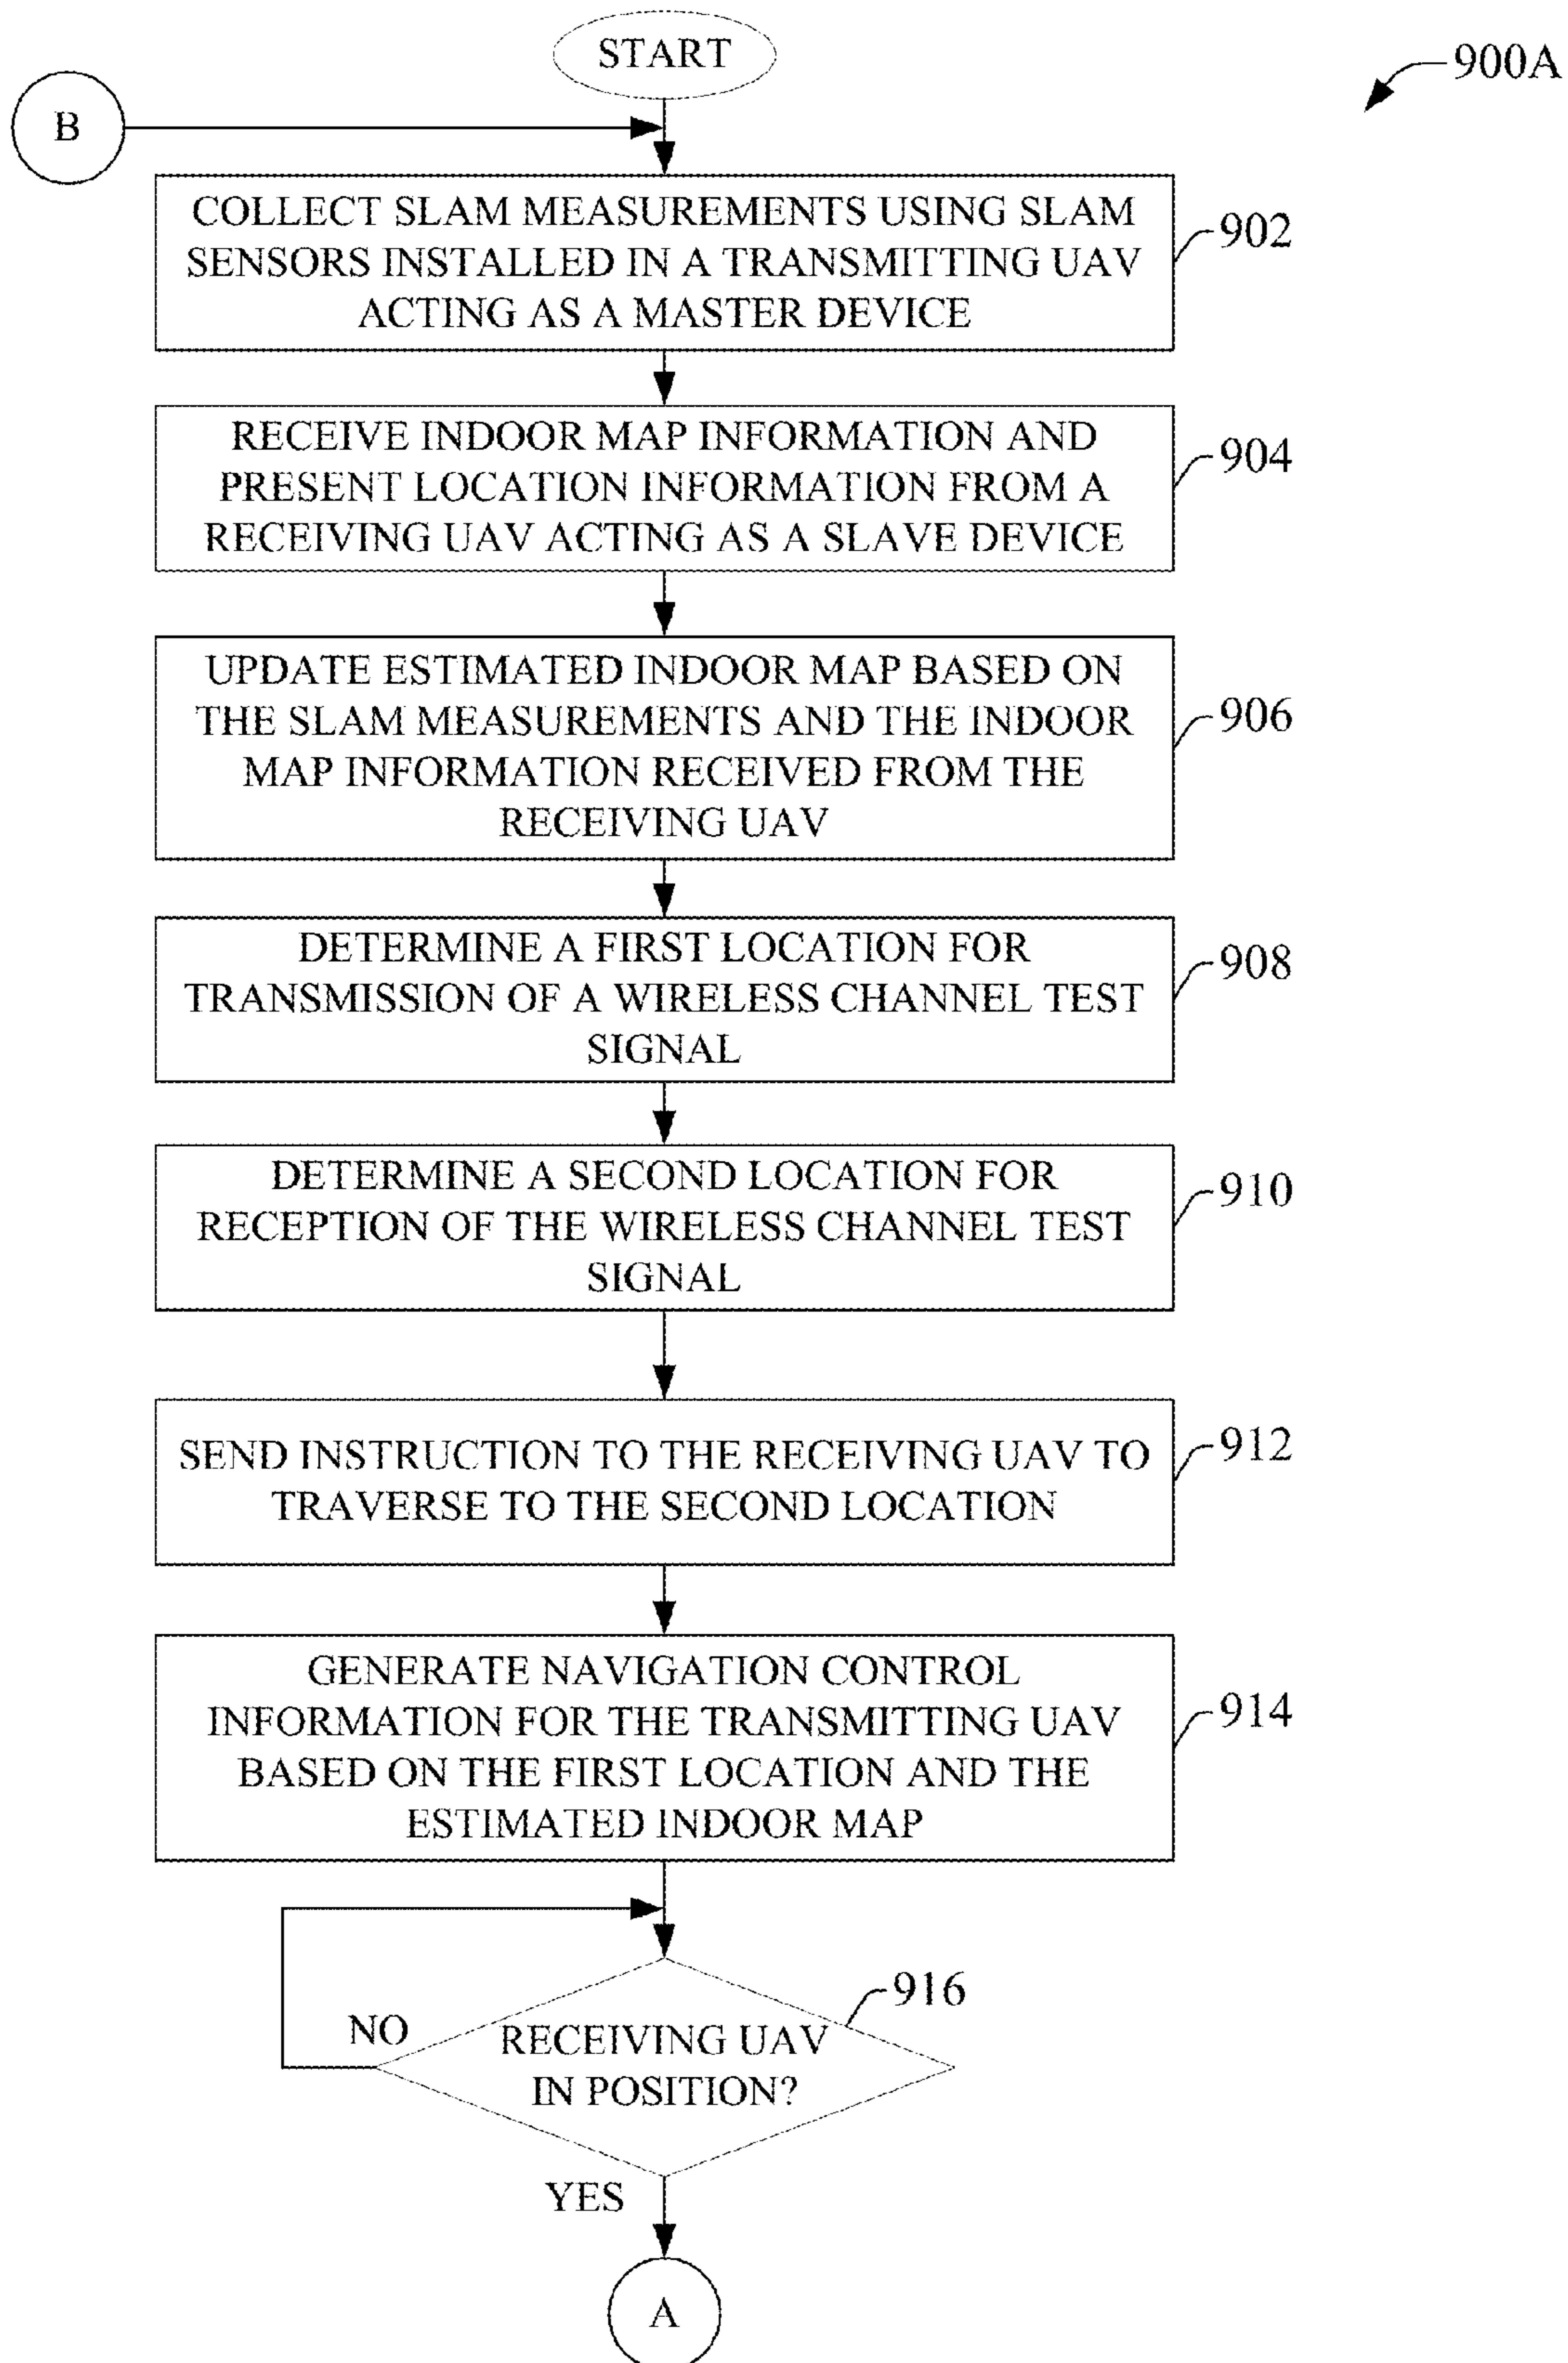 START
900A
B
COLLECT SLAM MEASUREMENTS USING SLAM
SENSORS INSTALLED IN A TRANSMITTING UAV
ACTING AS A MASTER DEVICE
902
RECEIVE INDOOR MAP INFORMATION AND
PRESENT LOCATION INFORMATION FROM A
RECEIVING UAV ACTING AS A SLAVE DEVICE
904
UPDATE ESTIMATED INDOOR MAP BASED ON
THE SLAM MEASUREMENTS AND THE INDOOR
MAP INFORMATION RECEIVED FROM THE
RECEIVING UAV
906
DETERMINE A FIRST LOCATION FOR
TRANSMISSION OF A WIRELESS CHANNEL TEST
SIGNAL
908
DETERMINE A SECOND LOCATION FOR
RECEPTION OF THE WIRELESS CHANNEL TEST
SIGNAL
910
SEND INSTRUCTION TO THE RECEIVING UAV TO
TRAVERSE TO THE SECOND LOCATION
912
GENERATE NAVIGATION CONTROL
INFORMATION FOR THE TRANSMITTING UAV
BASED ON THE FIRST LOCATION AND THE
ESTIMATED INDOOR MAP
914
916
NO
RECEIVING UAV
IN POSITION?
YES
A